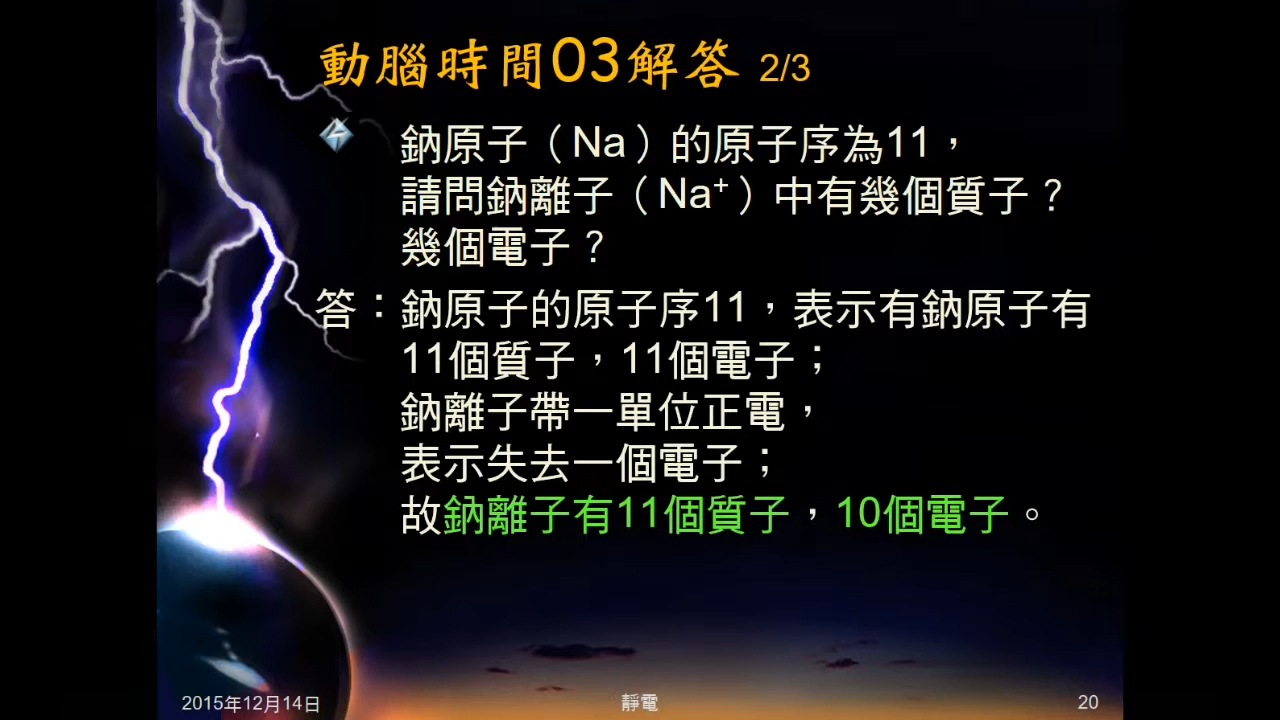 動腦時間03解答 2/3
鈉原子（Na）的原子序為11，
請問鈉離子（Na⁺）中有幾個質子？
幾個電子？
答：鈉原子的原子序11，表示有鈉原子有
11個質子，11個電子；
鈉離子帶一單位正電，
表示失去一個電子；
故鈉離子有11個質子，10個電子。
2015年12月14日
靜電
20